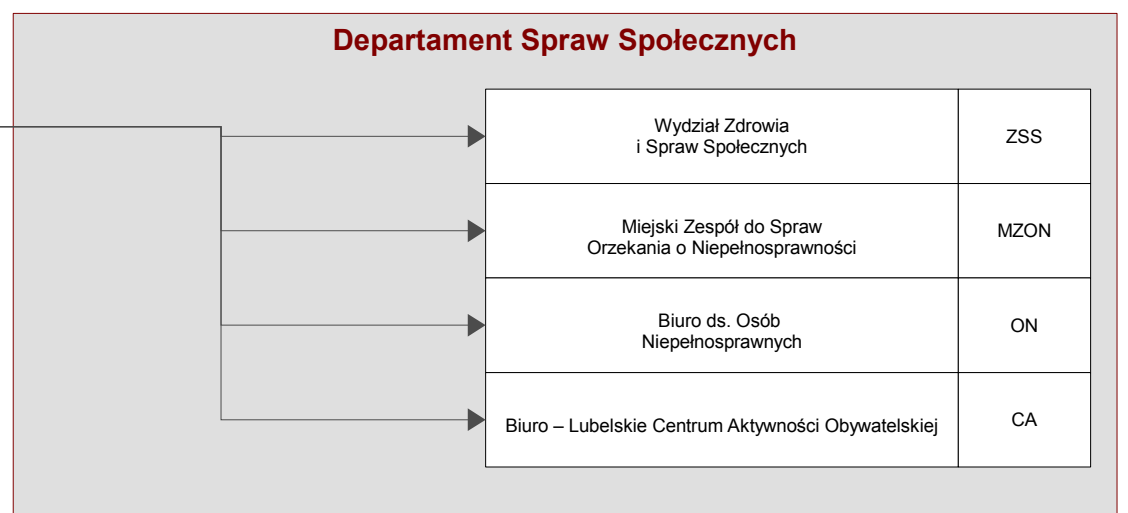 Departament Spraw Społecznych
Wydział Zdrowia
i Spraw Społecznych
ZSS
Miejski Zespół do Spraw
Orzekania o Niepełnosprawności
MZON
Biuro ds. Osób
Niepełnosprawnych
ON
Biuro – Lubelskie Centrum Aktywności Obywatelskiej
CA